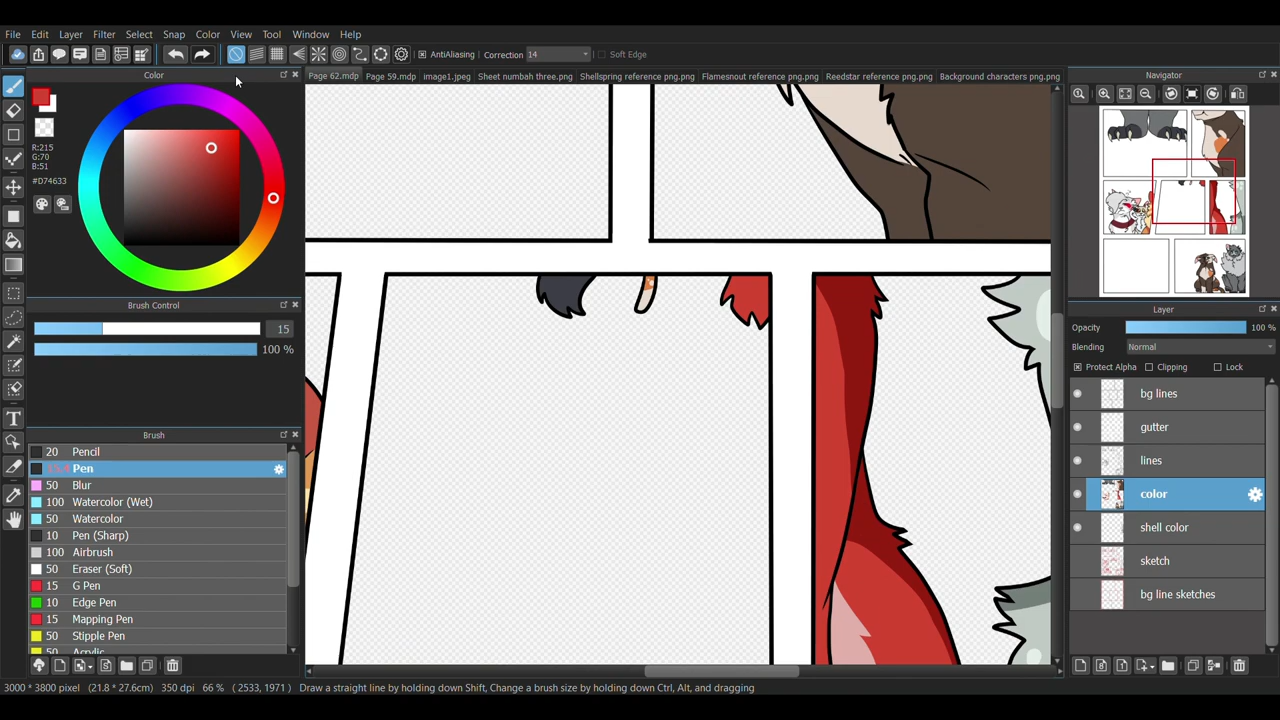 File Edit Layer Filter Select Snap Color View Tool Window Help
AntiAliasing Correction 14 Soft Edge
Color
Page 62.mdp Page 59.mdp image1.jpeg Sheet numbah three.png Shellspring reference png.png Flamesnout reference png.png Reedstar reference png.png Background characters png.png
Navigator
R:215
G:70
B:51
#D74633
Brush Control
15
100 %
Brush
20 Pencil
15.4 Pen
50 Blur
100 Watercolor (Wet)
50 Watercolor
10 Pen (Sharp)
100 Airbrush
50 Eraser (Soft)
15 G Pen
10 Edge Pen
15 Mapping Pen
50 Stipple Pen
50 Acrylic
Layer
Opacity 100 %
Blending Normal
Protect Alpha Clipping Lock
bg lines
gutter
lines
color
shell color
sketch
bg line sketches
3000 * 3800 pixel (21.8 * 27.6cm) 350 dpi 66 % ( 2533, 1971 ) Draw a straight line by holding down Shift, Change a brush size by holding down Ctrl, Alt, and dragging